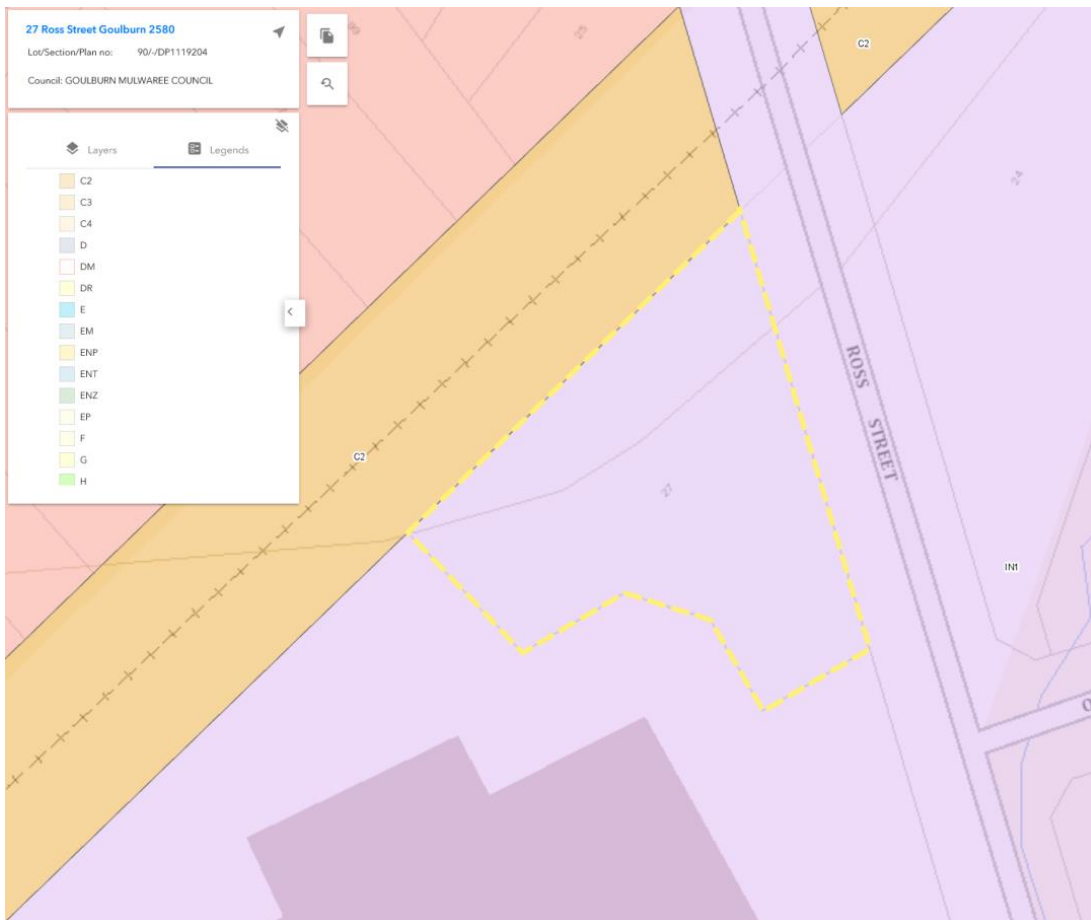 27 Ross Street Goulburn 2580
Lot/Section/Plan no: 90/-/DP1119204
Council: GOULBURN MULWAREE COUNCIL
Layers
Legends
C2
C3
C4
D
DM
DR
E
EM
ENP
ENT
ENZ
EP
F
G
H
25
C2
24
ROSS STREET
C2
27
IN1